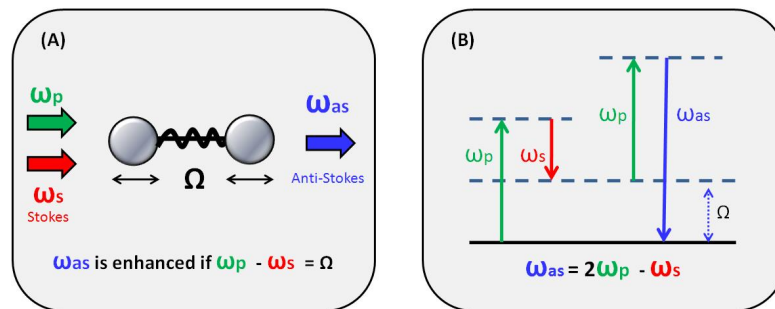 (A)
ωp
ωs
Stokes
Ω
ωas
Anti-Stokes
ωas is enhanced if ωp - ωs = Ω
(B)
ωp
ωs
ωp
ωas
Ω
ωas = 2ωp - ωs